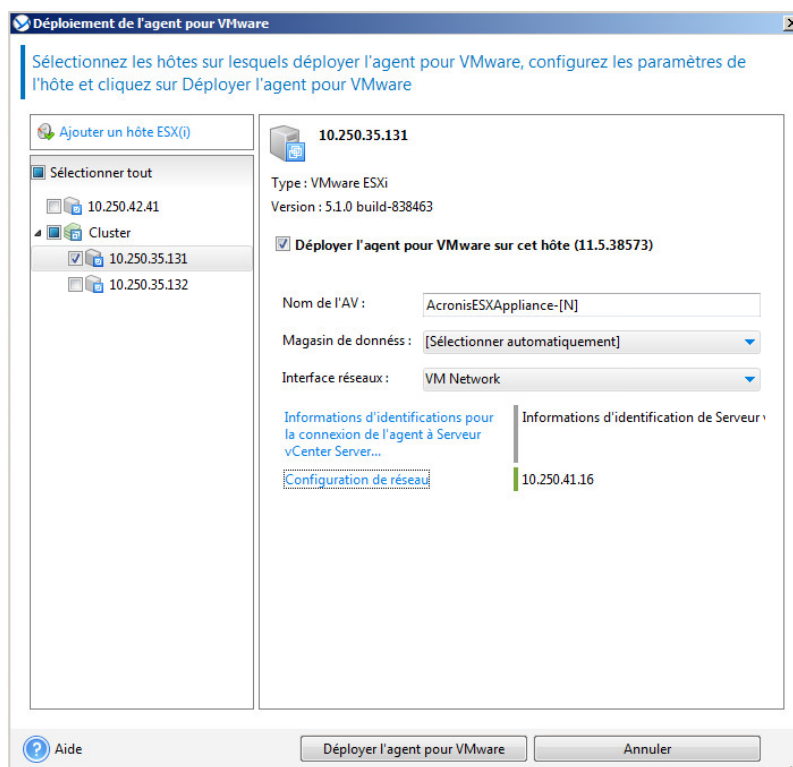 Déploiement de l'agent pour VMware
Sélectionnez les hôtes sur lesquels déployer l'agent pour VMware, configurez les paramètres de
l'hôte et cliquez sur Déployer l'agent pour VMware
Ajouter un hôte ESX(i)
Sélectionner tout
10.250.42.41
Cluster
10.250.35.131
10.250.35.132
10.250.35.131
Type : VMware ESXi
Version : 5.1.0 build-838463
Déployer l'agent pour VMware sur cet hôte (11.5.38573)
Nom de l'AV :
AcronisESXAppliance-[N]
Magasin de donnéss :
[Sélectionner automatiquement]
Interface réseaux :
VM Network
Informations d'identifications pour
la connexion de l'agent à Serveur
vCenter Server...
Informations d'identification de Serveur
Configuration de réseau
10.250.41.16
Aide
Déployer l'agent pour VMware
Annuler